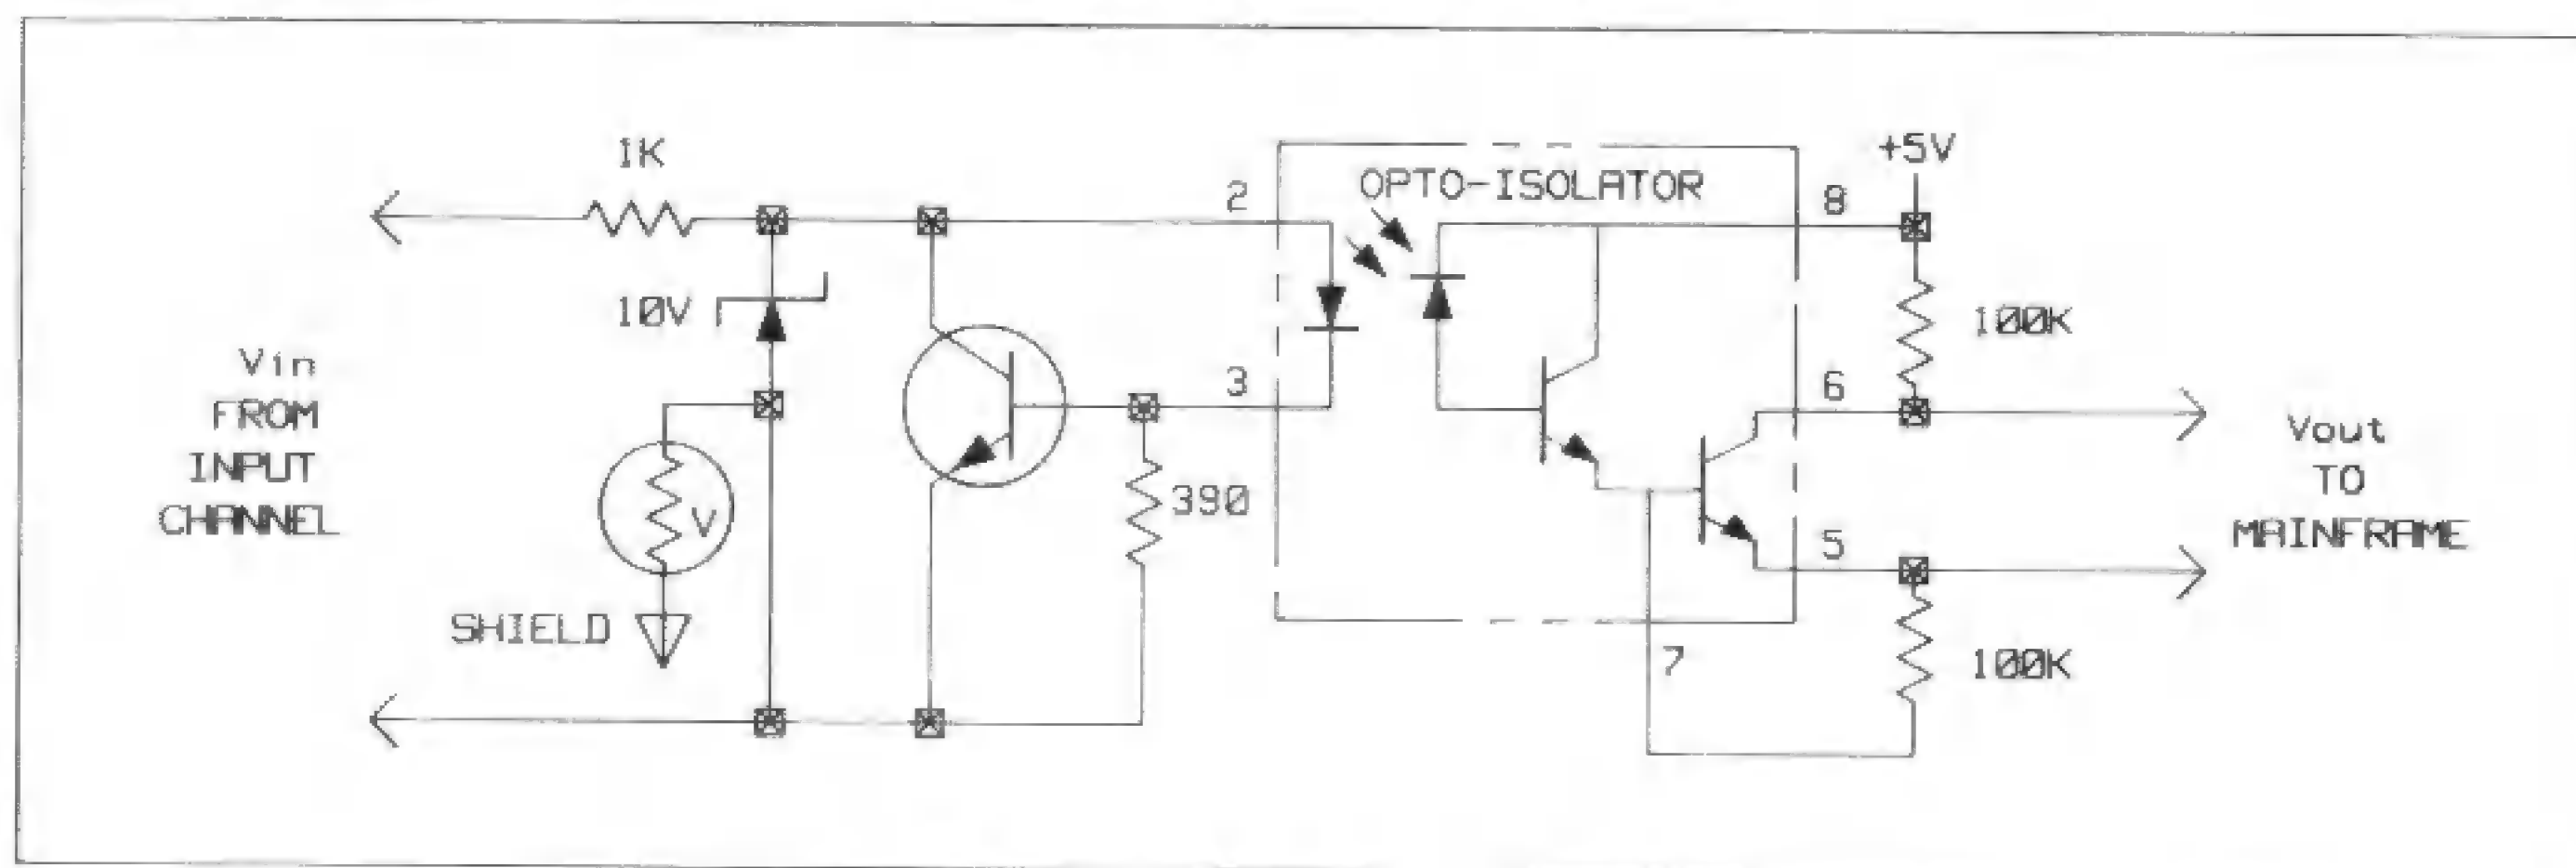 1K
2
OPTO-ISOLATOR
8
+5V
10V
100K
Vin
FROM
INPUT
CHANNEL
3
6
390
V
Vout
TO
MAINFRAME
5
SHIELD
7
100K